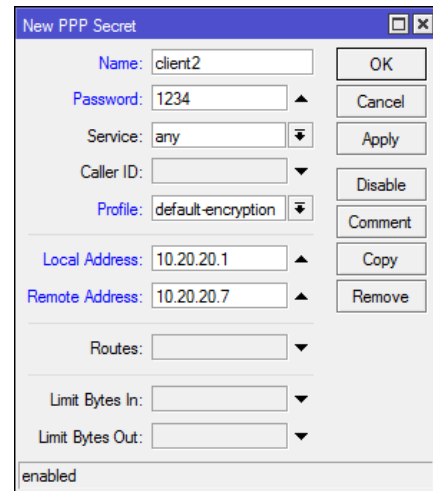 New PPP Secret
Name: client2
OK
Password: 1234
Cancel
Service: any
Apply
Caller ID:
Disable
Profile: default-encryption
Comment
Local Address: 10.20.20.1
Copy
Remote Address: 10.20.20.7
Remove
Routes:
Limit Bytes In:
Limit Bytes Out:
enabled